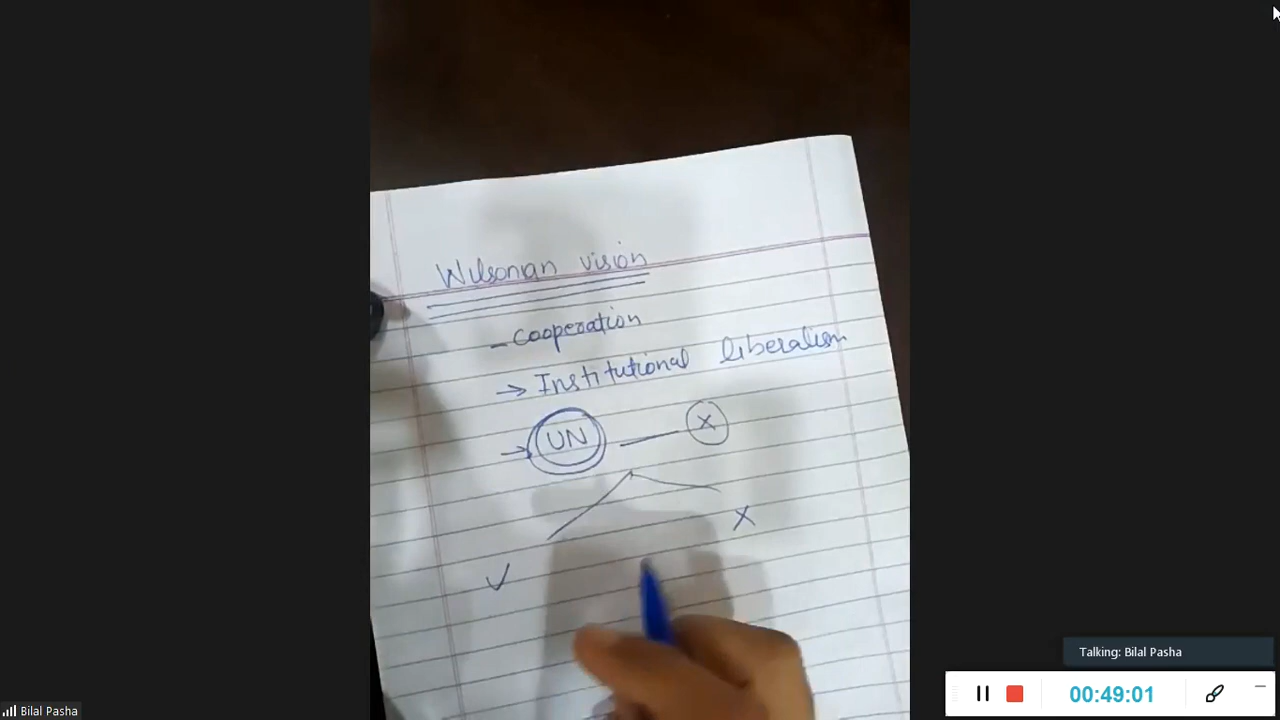 Wilsonian vision
- Cooperation
→ Institutional liberalism
→ UN — X
✓ X
Talking: Bilal Pasha
00:49:01
Bilal Pasha